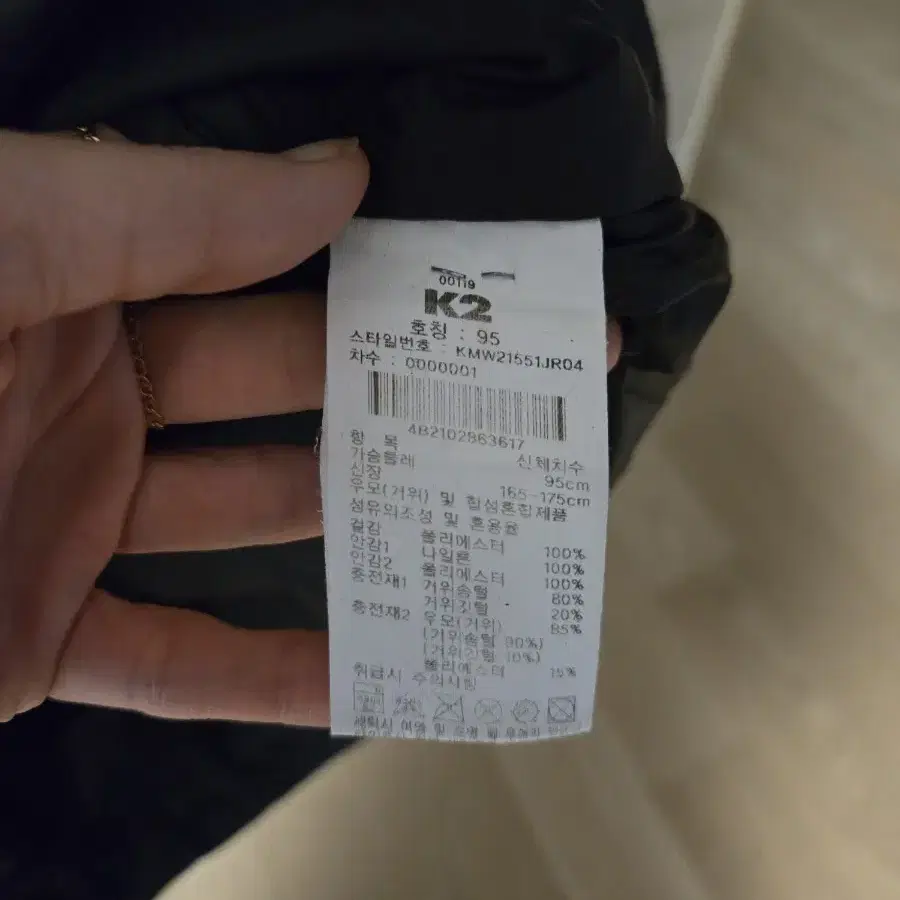 00119
K2
호칭 : 95
스타일번호 : KMW21551JR04
차수 : 0000001
4B2102863617
항 목 신체치수
가슴둘레 95cm
신장 165-175cm
우모(거위) 및 합섬혼합제품
섬유의조성 및 혼용율
겉감 폴리에스터 100%
안감1 나일론 100%
안감2 폴리에스터 100%
충전재1 거위솜털 80%
거위깃털 20%
충전재2 우모(거위) 85%
(거위솜털 90%)
(거위깃털 10%)
폴리에스터 15%
취급시 주의사항